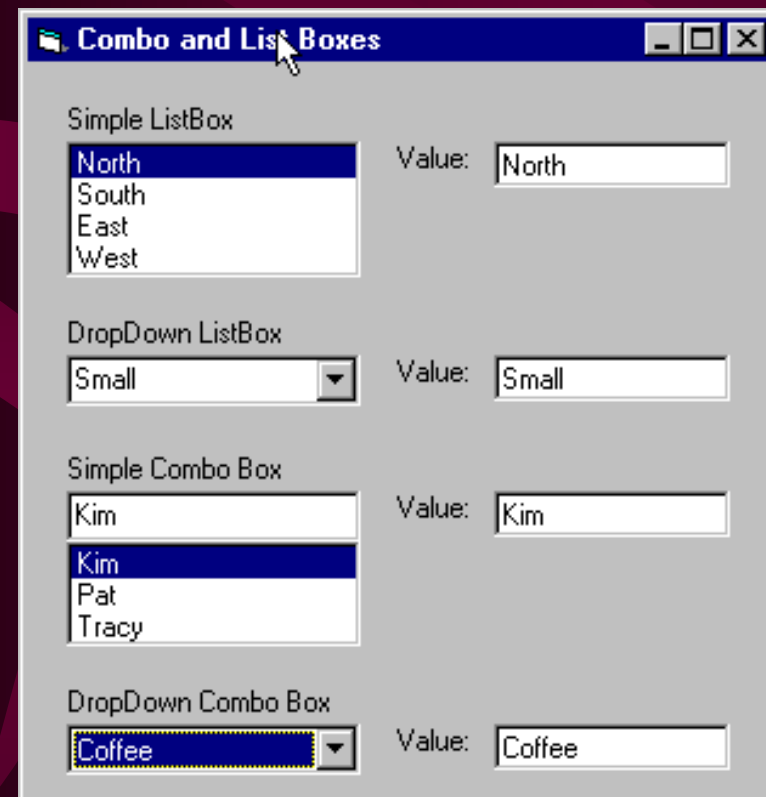 Combo and List Boxes
Simple ListBox
North
South
East
West
Value: North
DropDown ListBox
Small
Value: Small
Simple Combo Box
Kim
Kim
Pat
Tracy
Value: Kim
DropDown Combo Box
Coffee
Value: Coffee